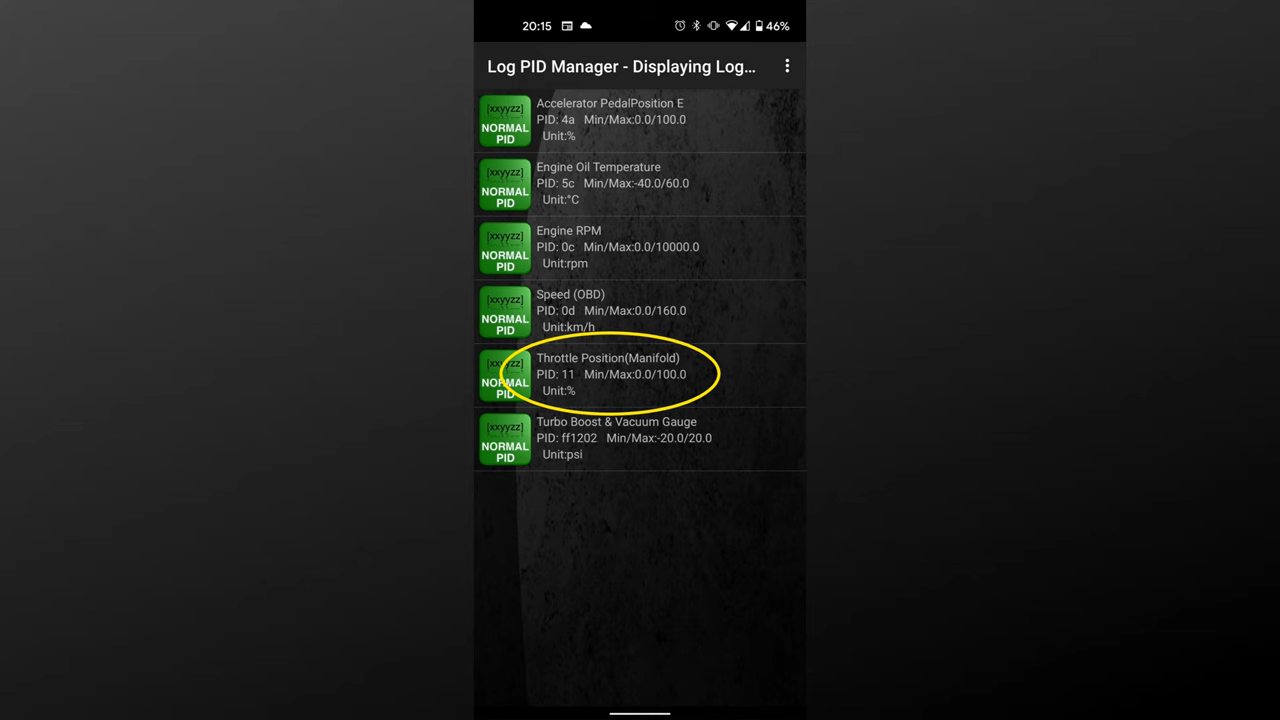 20:15 46%
Log PID Manager - Displaying Log...
[xxyyzz]
NORMAL
PID
Accelerator PedalPosition E
PID: 4a Min/Max:0.0/100.0
Unit:%
[xxyyzz]
NORMAL
PID
Engine Oil Temperature
PID: 5c Min/Max:-40.0/60.0
Unit:°C
[xxyyzz]
NORMAL
PID
Engine RPM
PID: 0c Min/Max:0.0/10000.0
Unit:rpm
[xxyyzz]
NORMAL
PID
Speed (OBD)
PID: 0d Min/Max:0.0/160.0
Unit:km/h
[xxyyzz]
NORMAL
PID
Throttle Position(Manifold)
PID: 11 Min/Max:0.0/100.0
Unit:%
[xxyyzz]
NORMAL
PID
Turbo Boost & Vacuum Gauge
PID: ff1202 Min/Max:-20.0/20.0
Unit:psi